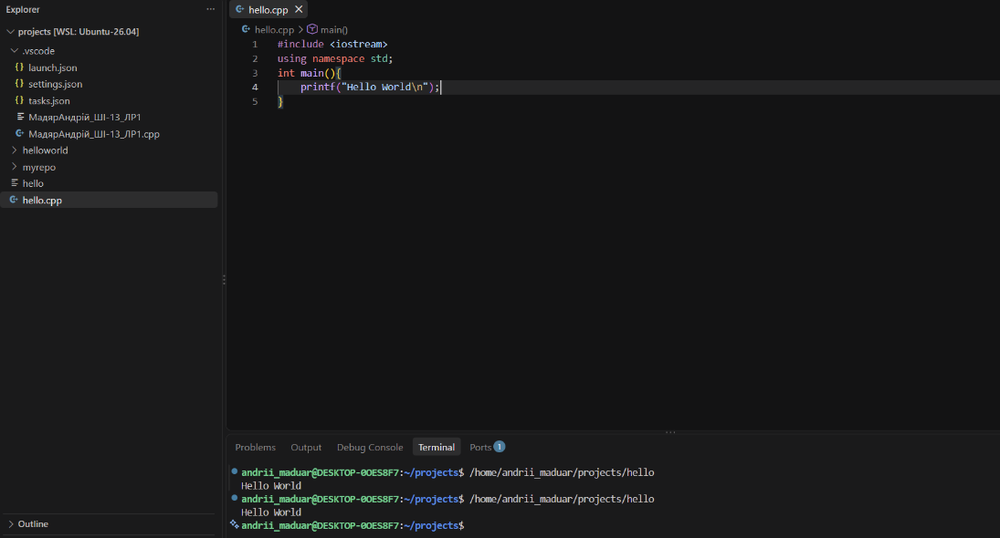 Explorer
projects [WSL: Ubuntu-26.04]
.vscode
launch.json
settings.json
tasks.json
МадярАндрій_ШІ-13_ЛР1
МадярАндрій_ШІ-13_ЛР1.cpp
helloworld
myrepo
hello
hello.cpp
Outline
hello.cpp
hello.cpp > main()
1 #include <iostream>
2 using namespace std;
3 int main(){
4     printf("Hello World\n");
5 }
Problems Output Debug Console Terminal Ports 1
andrii_maduar@DESKTOP-0OES8F7:~/projects$ /home/andrii_maduar/projects/hello
Hello World
andrii_maduar@DESKTOP-0OES8F7:~/projects$ /home/andrii_maduar/projects/hello
Hello World
andrii_maduar@DESKTOP-0OES8F7:~/projects$